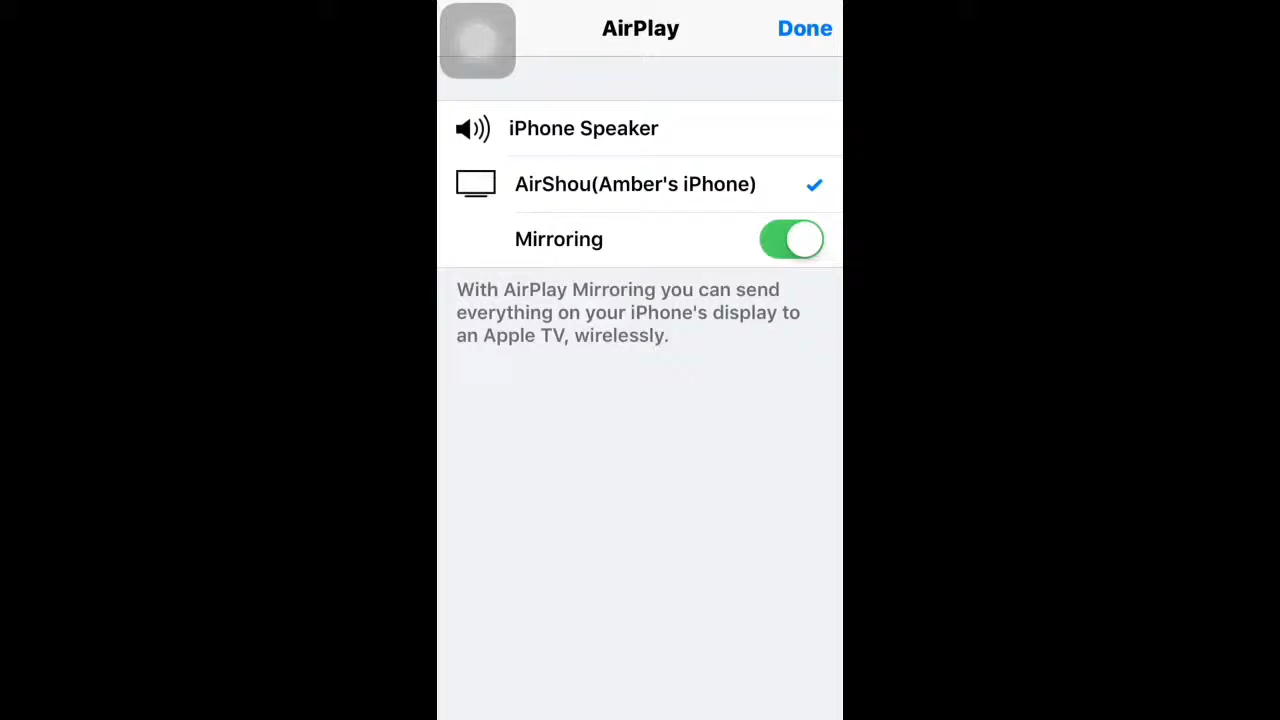 AirPlay
Done
iPhone Speaker
AirShou(Amber's iPhone)
Mirroring
With AirPlay Mirroring you can send
everything on your iPhone's display to
an Apple TV, wirelessly.